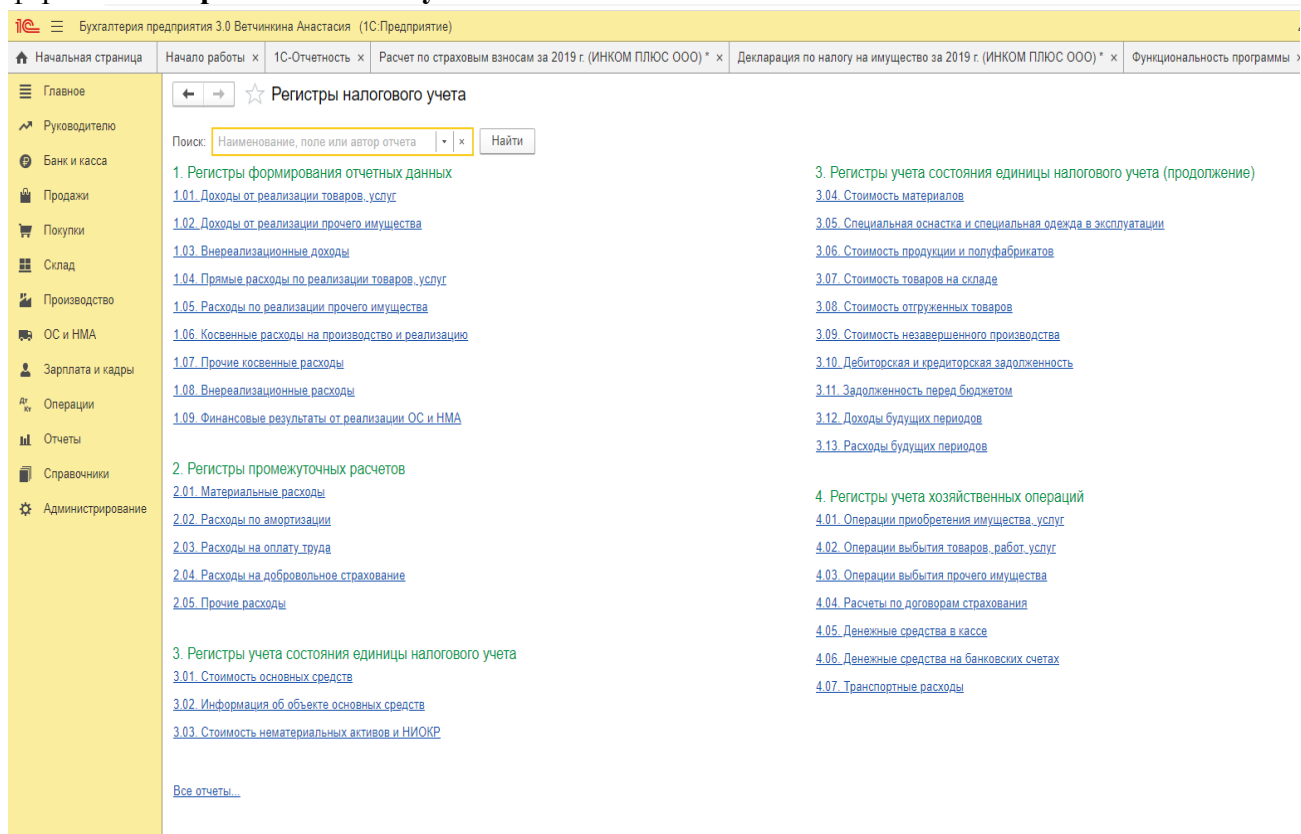 1С Бухгалтерия предприятия 3.0 Ветчинкина Анастасия (1С:Предприятие)
Начальная страница Начало работы × 1С-Отчетность × Расчет по страховым взносам за 2019 г. (ИНКОМ ПЛЮС ООО) * × Декларация по налогу на имущество за 2019 г. (ИНКОМ ПЛЮС ООО) * × Функциональность программы ×
Главное
Руководителю
Банк и касса
Продажи
Покупки
Склад
Производство
ОС и НМА
Зарплата и кадры
Операции
Отчеты
Справочники
Администрирование
Регистры налогового учета
Поиск: Наименование, поле или автор отчета × Найти
1. Регистры формирования отчетных данных
1.01. Доходы от реализации товаров, услуг
1.02. Доходы от реализации прочего имущества
1.03. Внереализационные доходы
1.04. Прямые расходы по реализации товаров, услуг
1.05. Расходы по реализации прочего имущества
1.06. Косвенные расходы на производство и реализацию
1.07. Прочие косвенные расходы
1.08. Внереализационные расходы
1.09. Финансовые результаты от реализации ОС и НМА
2. Регистры промежуточных расчетов
2.01. Материальные расходы
2.02. Расходы по амортизации
2.03. Расходы на оплату труда
2.04. Расходы на добровольное страхование
2.05. Прочие расходы
3. Регистры учета состояния единицы налогового учета
3.01. Стоимость основных средств
3.02. Информация об объекте основных средств
3.03. Стоимость нематериальных активов и НИОКР
Все отчеты...
3. Регистры учета состояния единицы налогового учета (продолжение)
3.04. Стоимость материалов
3.05. Специальная оснастка и специальная одежда в эксплуатации
3.06. Стоимость продукции и полуфабрикатов
3.07. Стоимость товаров на складе
3.08. Стоимость отгруженных товаров
3.09. Стоимость незавершенного производства
3.10. Дебиторская и кредиторская задолженность
3.11. Задолженность перед бюджетом
3.12. Доходы будущих периодов
3.13. Расходы будущих периодов
4. Регистры учета хозяйственных операций
4.01. Операции приобретения имущества, услуг
4.02. Операции выбытия товаров, работ, услуг
4.03. Операции выбытия прочего имущества
4.04. Расчеты по договорам страхования
4.05. Денежные средства в кассе
4.06. Денежные средства на банковских счетах
4.07. Транспортные расходы